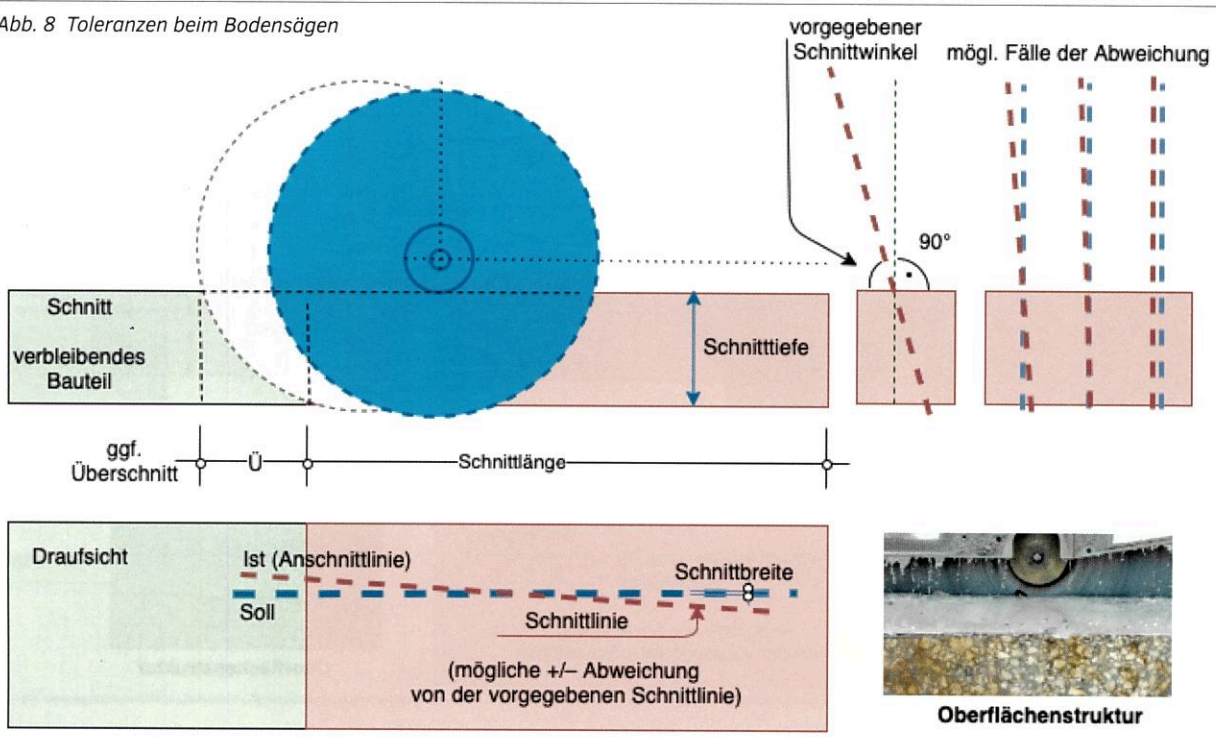 Abb. 8 Toleranzen beim Bodensägen
vorgegebener
Schnittwinkel
mögl. Fälle der Abweichung
90°
Schnitt
verbleibendes
Bauteil
Schnitttiefe
ggf.
Überschnitt
Ü
Schnittlänge
Draufsicht
Ist (Anschnittlinie)
Soll
Schnittbreite
Schnittlinie
(mögliche +/– Abweichung
von der vorgegebenen Schnittlinie)
Oberflächenstruktur